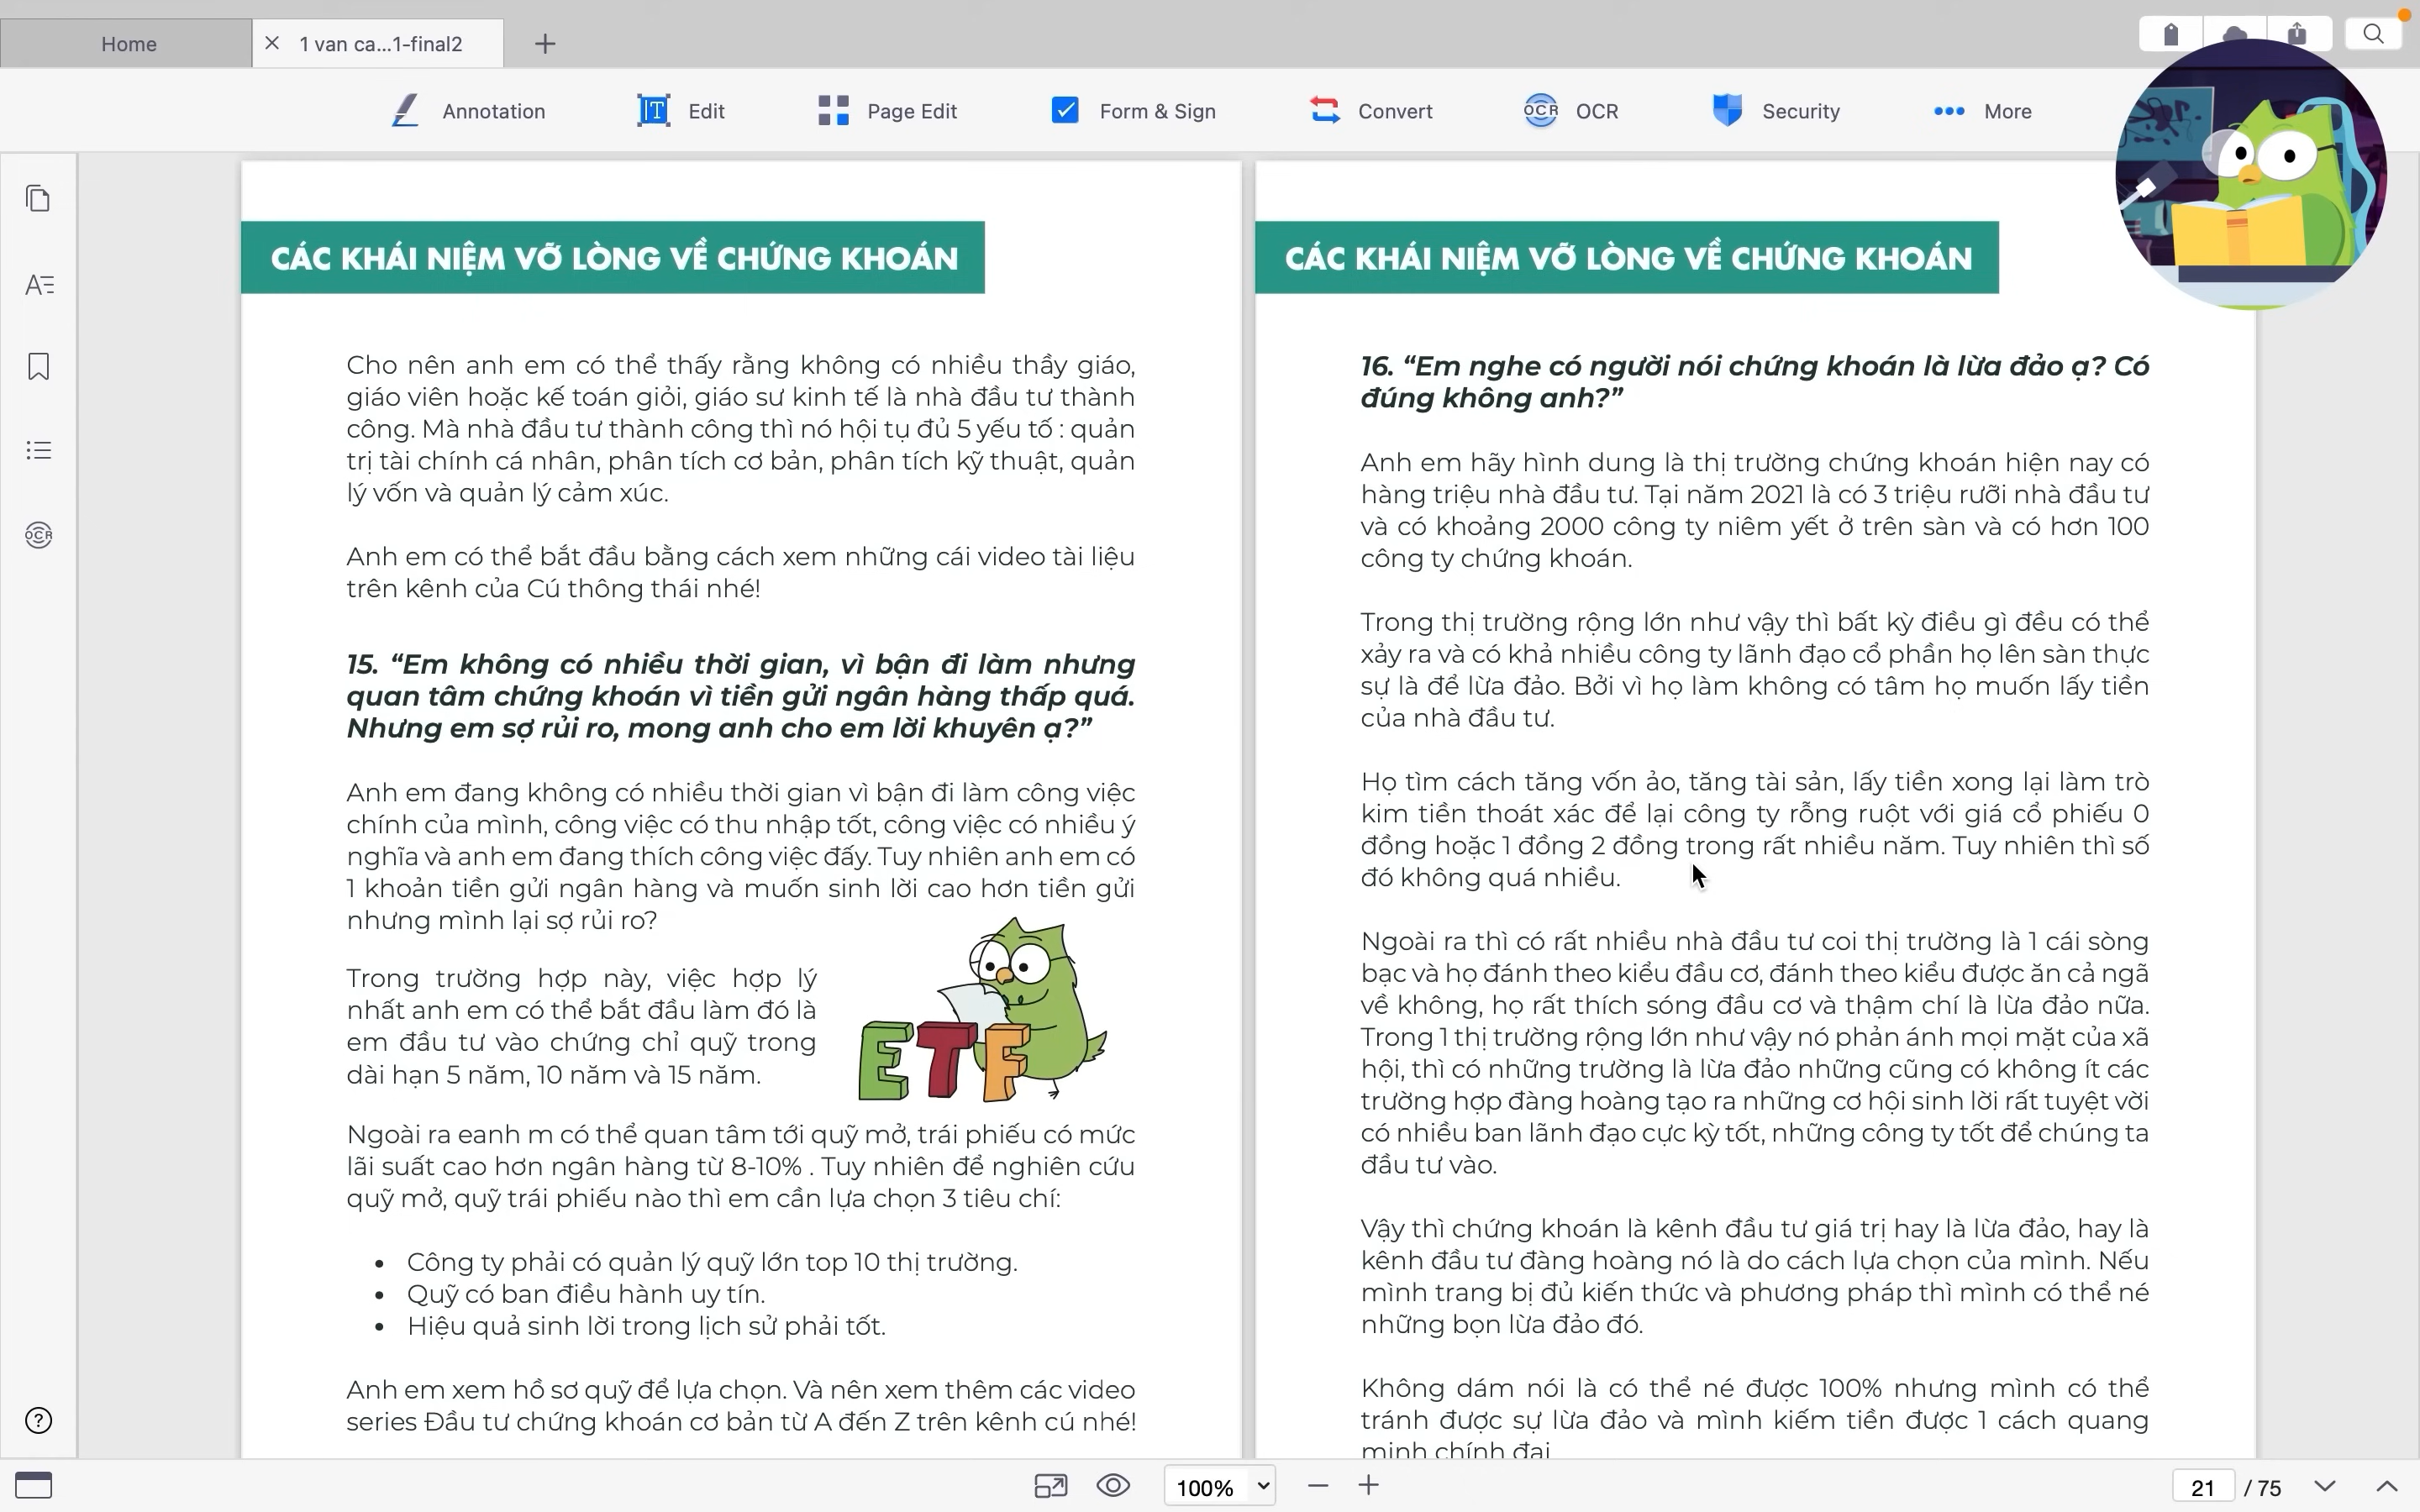 Home
1 van ca...1-final2
Annotation
Edit
Page Edit
Form & Sign
Convert
OCR
Security
More
CÁC KHÁI NIỆM VỠ LÒNG VỀ CHỨNG KHOÁN
Cho nên anh em có thể thấy rằng không có nhiều thầy giáo,
giáo viên hoặc kế toán giỏi, giáo sư kinh tế là nhà đầu tư thành
công. Mà nhà đầu tư thành công thì nó hội tụ đủ 5 yếu tố : quản
trị tài chính cá nhân, phân tích cơ bản, phân tích kỹ thuật, quản
lý vốn và quản lý cảm xúc.
Anh em có thể bắt đầu bằng cách xem những cái video tài liệu
trên kênh của Cú thông thái nhé!
15. “Em không có nhiều thời gian, vì bận đi làm nhưng
quan tâm chứng khoán vì tiền gửi ngân hàng thấp quá.
Nhưng em sợ rủi ro, mong anh cho em lời khuyên ạ?”
Anh em đang không có nhiều thời gian vì bận đi làm công việc
chính của mình, công việc có thu nhập tốt, công việc có nhiều ý
nghĩa và anh em đang thích công việc đấy. Tuy nhiên anh em có
1 khoản tiền gửi ngân hàng và muốn sinh lời cao hơn tiền gửi
nhưng mình lại sợ rủi ro?
Trong trường hợp này, việc hợp lý
nhất anh em có thể bắt đầu làm đó là
em đầu tư vào chứng chỉ quỹ trong
dài hạn 5 năm, 10 năm và 15 năm.
ETF
Ngoài ra eanh m có thể quan tâm tới quỹ mở, trái phiếu có mức
lãi suất cao hơn ngân hàng từ 8-10% . Tuy nhiên để nghiên cứu
quỹ mở, quỹ trái phiếu nào thì em cần lựa chọn 3 tiêu chí:
• Công ty phải có quản lý quỹ lớn top 10 thị trường.
• Quỹ có ban điều hành uy tín.
• Hiệu quả sinh lời trong lịch sử phải tốt.
Anh em xem hồ sơ quỹ để lựa chọn. Và nên xem thêm các video
series Đầu tư chứng khoán cơ bản từ A đến Z trên kênh cú nhé!
CÁC KHÁI NIỆM VỠ LÒNG VỀ CHỨNG KHOÁN
16. “Em nghe có người nói chứng khoán là lừa đảo ạ? Có
đúng không anh?”
Anh em hãy hình dung là thị trường chứng khoán hiện nay có
hàng triệu nhà đầu tư. Tại năm 2021 là có 3 triệu rưỡi nhà đầu tư
và có khoảng 2000 công ty niêm yết ở trên sàn và có hơn 100
công ty chứng khoán.
Trong thị trường rộng lớn như vậy thì bất kỳ điều gì đều có thể
xảy ra và có khả nhiều công ty lãnh đạo cổ phần họ lên sàn thực
sự là để lừa đảo. Bởi vì họ làm không có tâm họ muốn lấy tiền
của nhà đầu tư.
Họ tìm cách tăng vốn ảo, tăng tài sản, lấy tiền xong lại làm trò
kim tiền thoát xác để lại công ty rỗng ruột với giá cổ phiếu 0
đồng hoặc 1 đồng 2 đồng trong rất nhiều năm. Tuy nhiên thì số
đó không quá nhiều.
Ngoài ra thì có rất nhiều nhà đầu tư coi thị trường là 1 cái sòng
bạc và họ đánh theo kiểu đầu cơ, đánh theo kiểu được ăn cả ngã
về không, họ rất thích sóng đầu cơ và thậm chí là lừa đảo nữa.
Trong 1 thị trường rộng lớn như vậy nó phản ánh mọi mặt của xã
hội, thì có những trường là lừa đảo những cũng có không ít các
trường hợp đàng hoàng tạo ra những cơ hội sinh lời rất tuyệt vời
có nhiều ban lãnh đạo cực kỳ tốt, những công ty tốt để chúng ta
đầu tư vào.
Vậy thì chứng khoán là kênh đầu tư giá trị hay là lừa đảo, hay là
kênh đầu tư đàng hoàng nó là do cách lựa chọn của mình. Nếu
mình trang bị đủ kiến thức và phương pháp thì mình có thể né
những bọn lừa đảo đó.
Không dám nói là có thể né được 100% nhưng mình có thể
tránh được sự lừa đảo và mình kiếm tiền được 1 cách quang
minh chính đại
100%
21 / 75